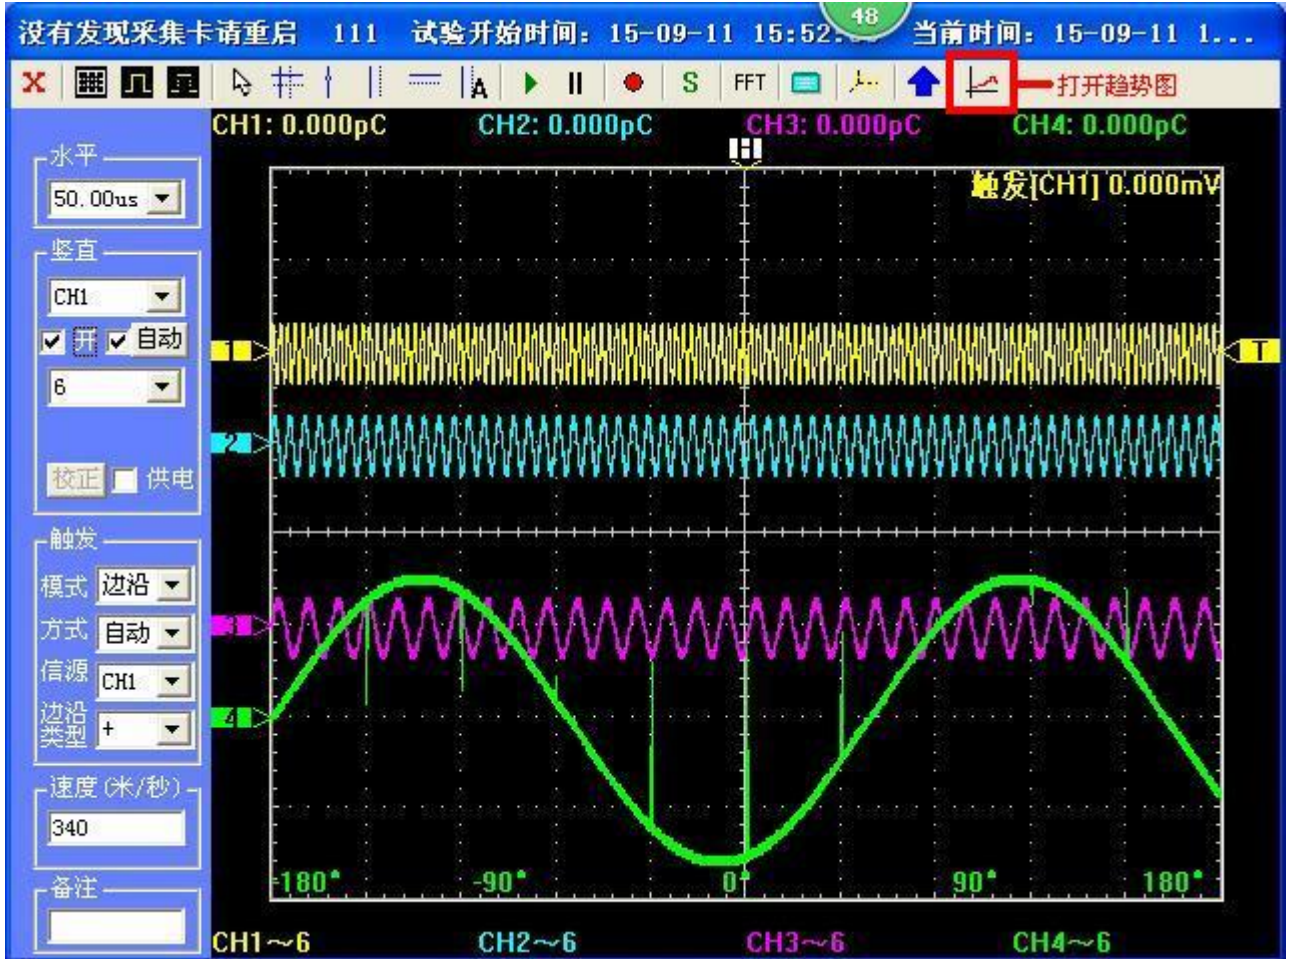 没有发现采集卡请重启 111 试验开始时间: 15-09-11 15:52 当前时间: 15-09-11 1...
48
A S FFT 打开趋势图
CH1: 0.000pC CH2: 0.000pC CH3: 0.000pC CH4: 0.000pC
H
触发[CH1] 0.000mV
水平
50.00us
竖直
CH1
开 自动
6
校正 供电
触发
模式 边沿
方式 自动
信源 CH1
边沿类型 +
速度(米/秒)
340
备注
1
T
2
3
4
-180° -90° 0° 90° 180°
CH1~6 CH2~6 CH3~6 CH4~6